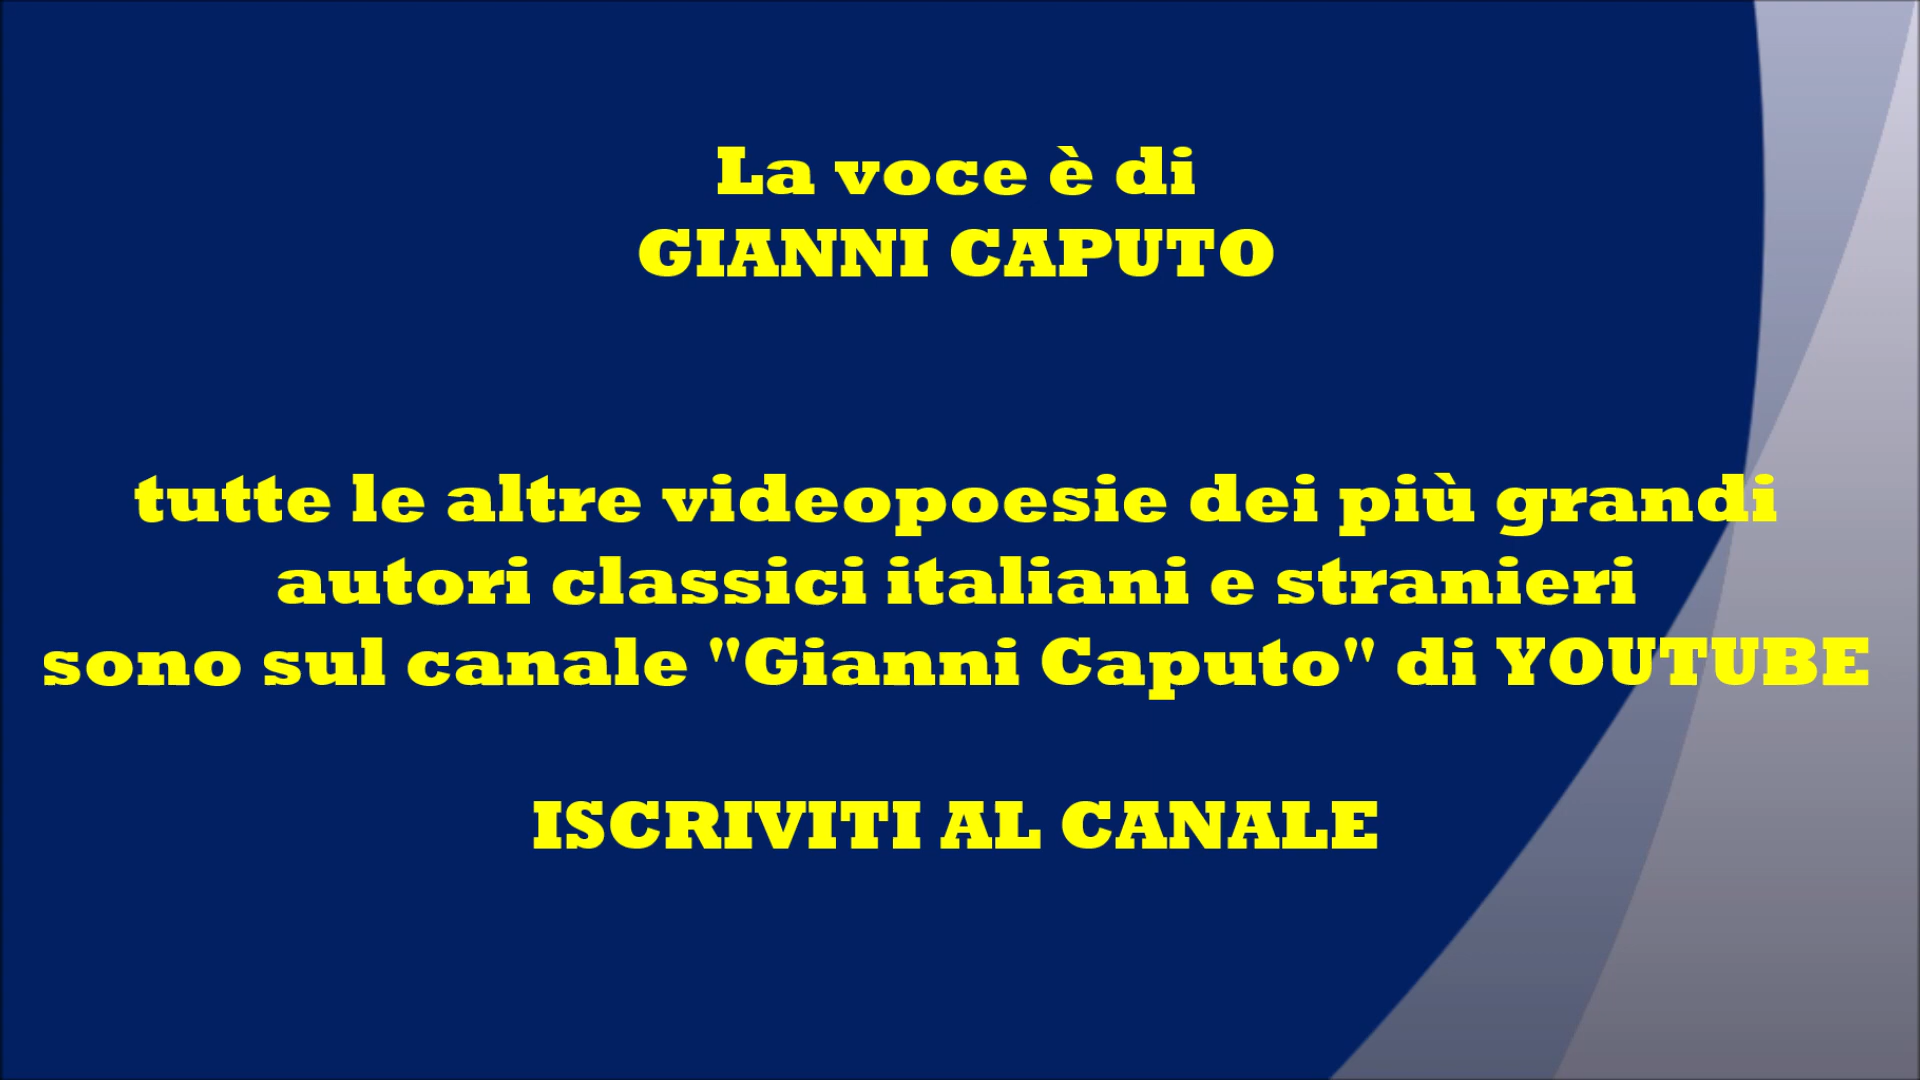 La voce è di
GIANNI CAPUTO
tutte le altre videopoesie dei più grandi
autori classici italiani e stranieri
sono sul canale "Gianni Caputo" di YOUTUBE
ISCRIVITI AL CANALE